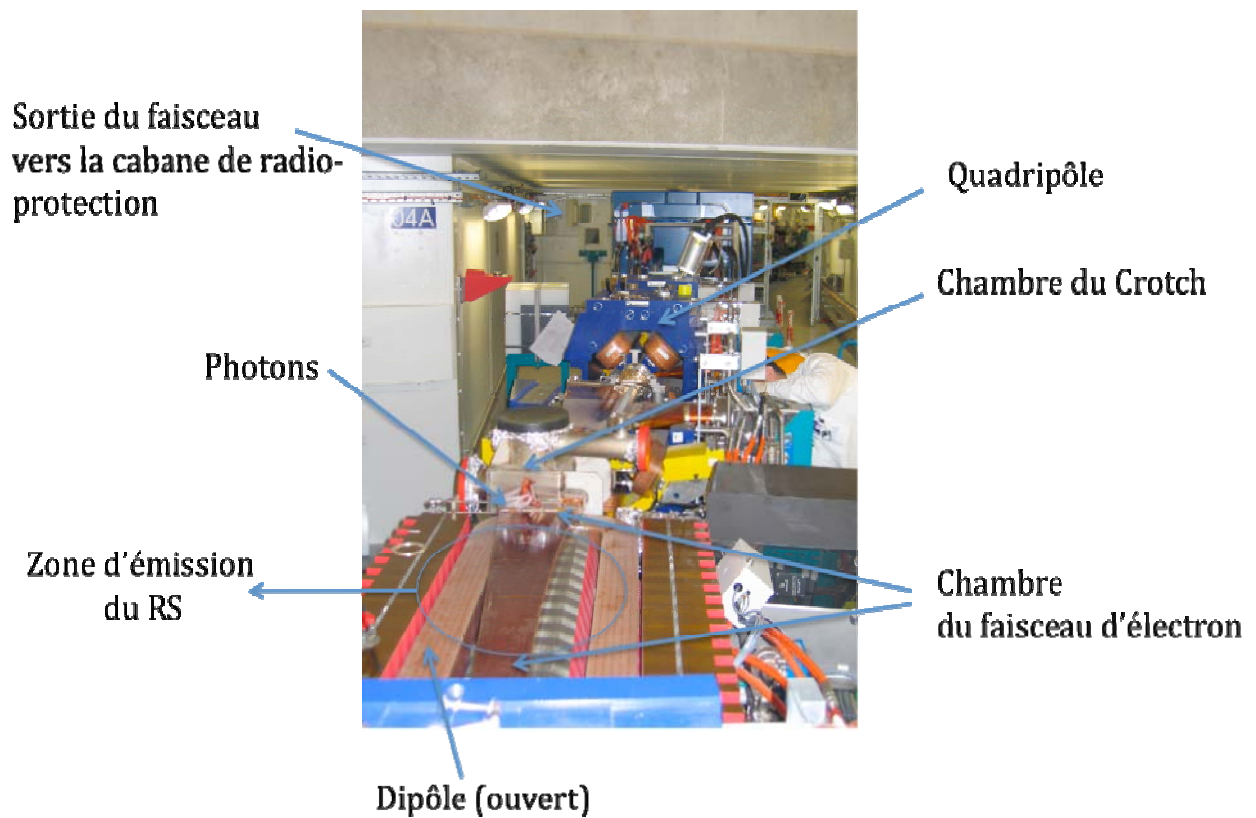 Sortie du faisceau
vers la cabane de radio-
protection
04A
Quadripôle
Chambre du Crotch
Photons
Zone d'émission
du RS
Chambre
du faisceau d'électron
Dipôle (ouvert)